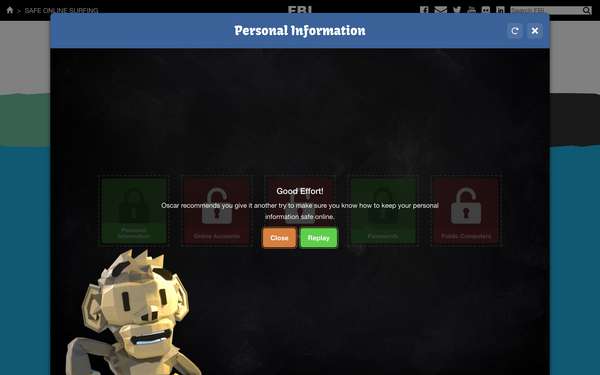 > SAFE ONLINE SURFING
FBI
Search FBI
Personal Information
Good Effort!
Oscar recommends you give it another try to make sure you know how to keep your personal
information safe online.
Close
Replay
Personal
Information
Online Accounts
Passwords
Public Computers